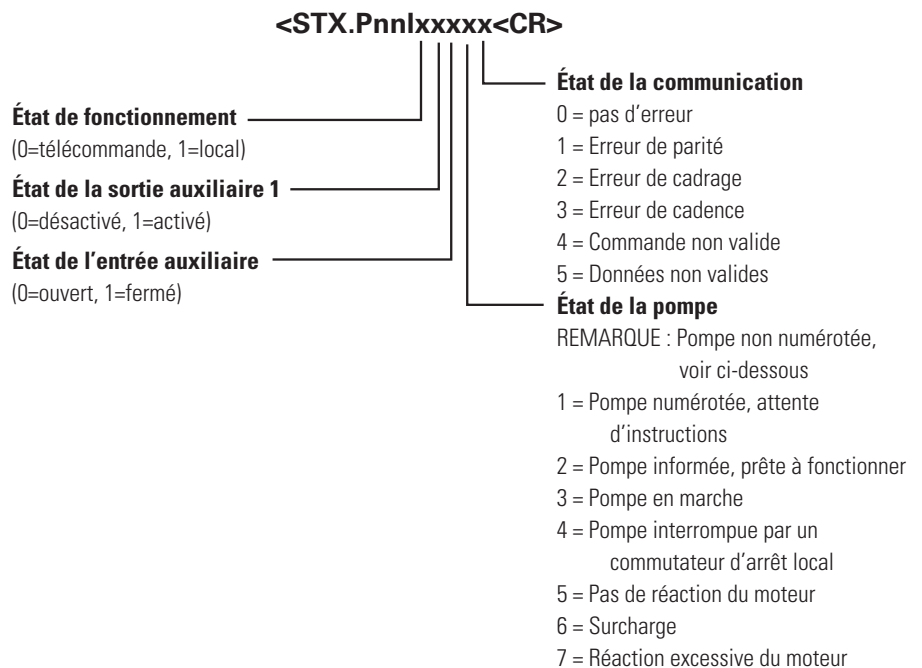 <STX.PnnIxxxxx<CR>
État de fonctionnement
(0=télécommande, 1=local)
État de la sortie auxiliaire 1
(0=désactivé, 1=activé)
État de l'entrée auxiliaire
(0=ouvert, 1=fermé)
État de la communication
0 = pas d'erreur
1 = Erreur de parité
2 = Erreur de cadrage
3 = Erreur de cadence
4 = Commande non valide
5 = Données non valides
État de la pompe
REMARQUE : Pompe non numérotée,
voir ci-dessous
1 = Pompe numérotée, attente
d'instructions
2 = Pompe informée, prête à fonctionner
3 = Pompe en marche
4 = Pompe interrompue par un
commutateur d'arrêt local
5 = Pas de réaction du moteur
6 = Surcharge
7 = Réaction excessive du moteur